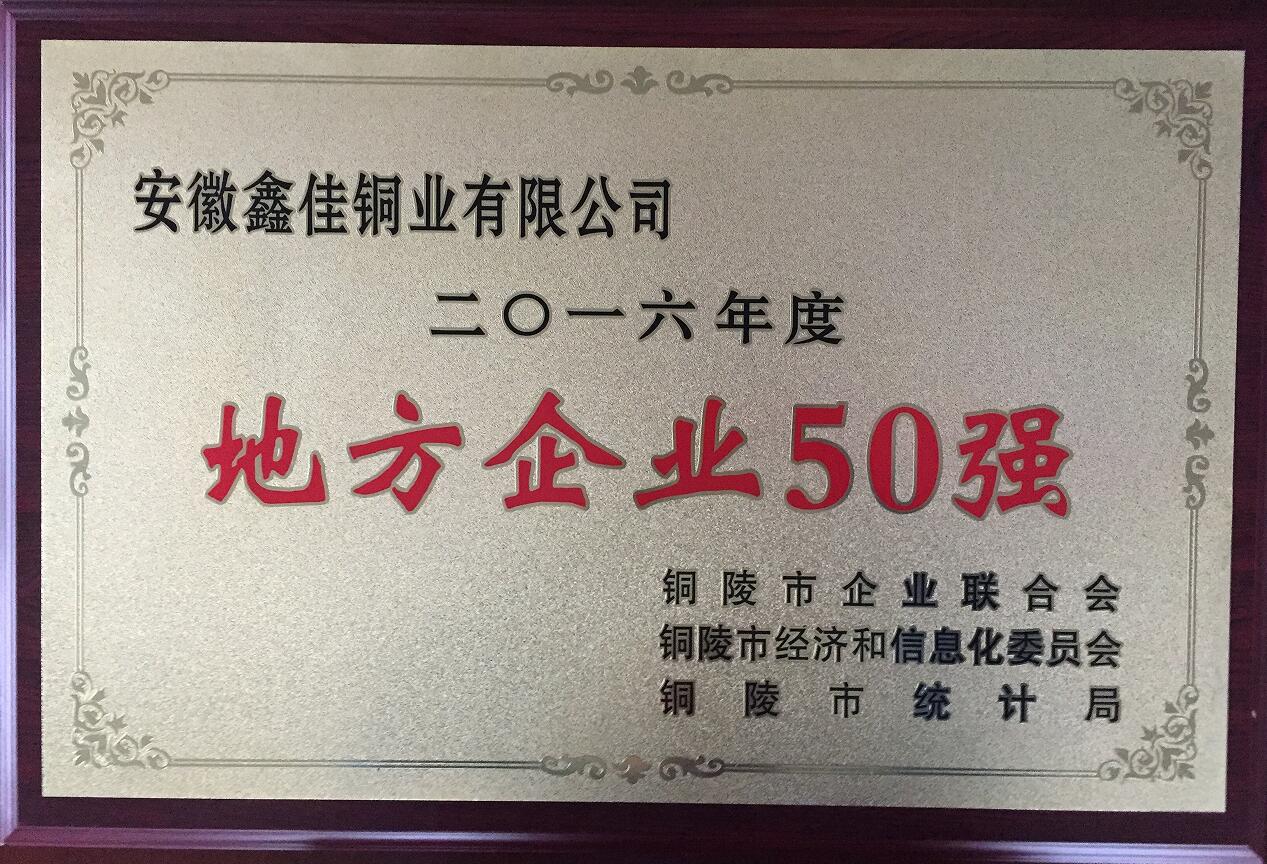 安徽鑫佳铜业有限公司
二〇一六年度
地方企业50强
铜陵市企业联合会
铜陵市经济和信息化委员会
铜陵市统计局